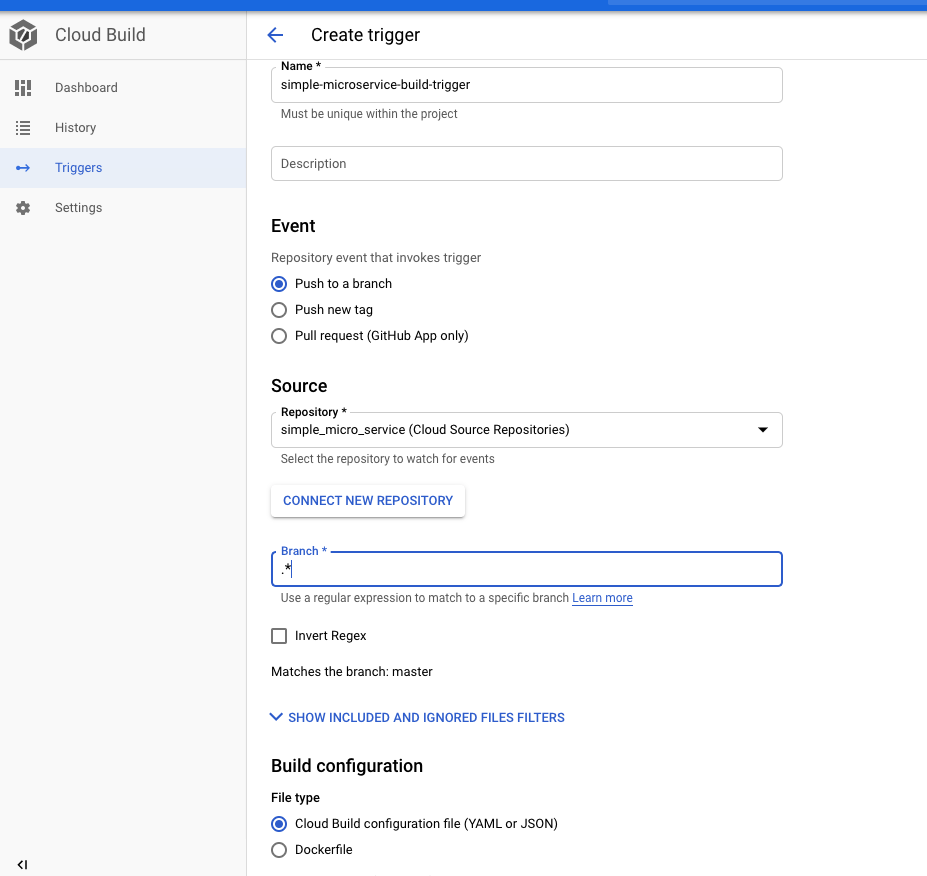 Cloud Build
Create trigger
Dashboard
History
Triggers
Settings
Name *
simple-microservice-build-trigger
Must be unique within the project
Description
Event
Repository event that invokes trigger
Push to a branch
Push new tag
Pull request (GitHub App only)
Source
Repository *
simple_micro_service (Cloud Source Repositories)
Select the repository to watch for events
CONNECT NEW REPOSITORY
Branch *
.*
Use a regular expression to match to a specific branch Learn more
Invert Regex
Matches the branch: master
SHOW INCLUDED AND IGNORED FILES FILTERS
Build configuration
File type
Cloud Build configuration file (YAML or JSON)
Dockerfile